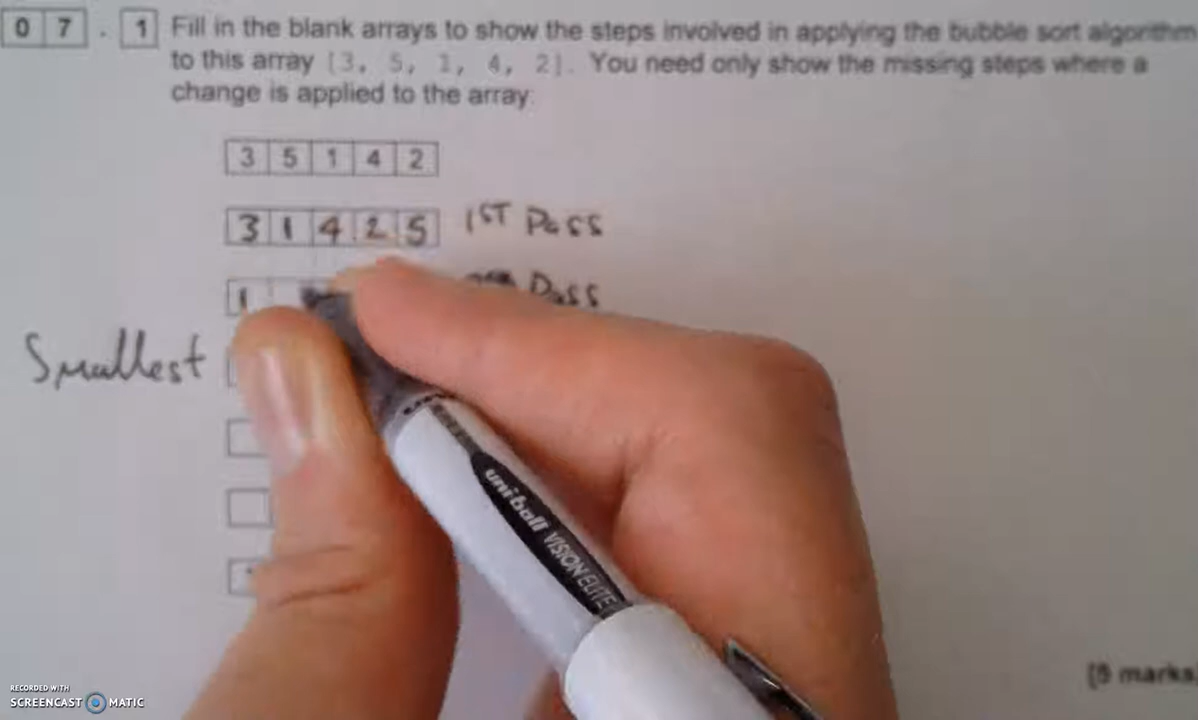 0 7 . 1 Fill in the blank arrays to show the steps involved in applying the bubble sort algorithm
to this array [3, 5, 1, 4, 2]. You need only show the missing steps where a
change is applied to the array.
3 5 1 4 2
3 1 4 2 5 1ST Pass
1 Pass
Smallest
uni-ball VISION ELITE
marks
RECORDED WITH
SCREENCAST MATIC